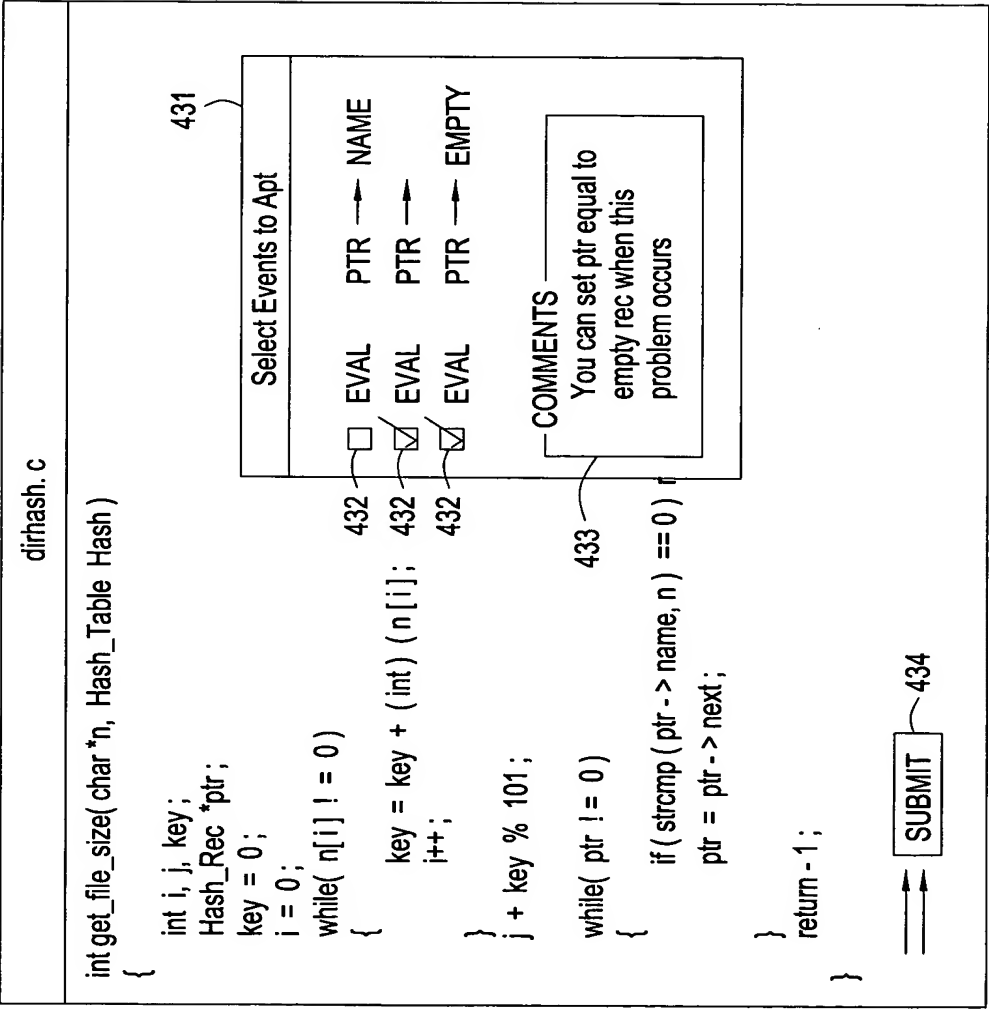 dirhash. c
int get_file_size( char *n, Hash_Table Hash )
{
int i, j, key ;
Hash_Rec *ptr ;
key = 0 ;
i = 0 ;
while( n[i] ! = 0 )
{
key = key + ( int ) ( n [ i ] ;
i++ ;
}
j + key % 101 ;
while( ptr ! = 0 )
{
if ( strcmp ( ptr - > name, n ) == 0 )
ptr = ptr - > next ;
}
return - 1 ;
}
SUBMIT
434
431
Select Events to Apt
432 EVAL PTR → NAME
432 EVAL PTR →
432 EVAL PTR → EMPTY
433
COMMENTS
You can set ptr equal to
empty rec when this
problem occurs